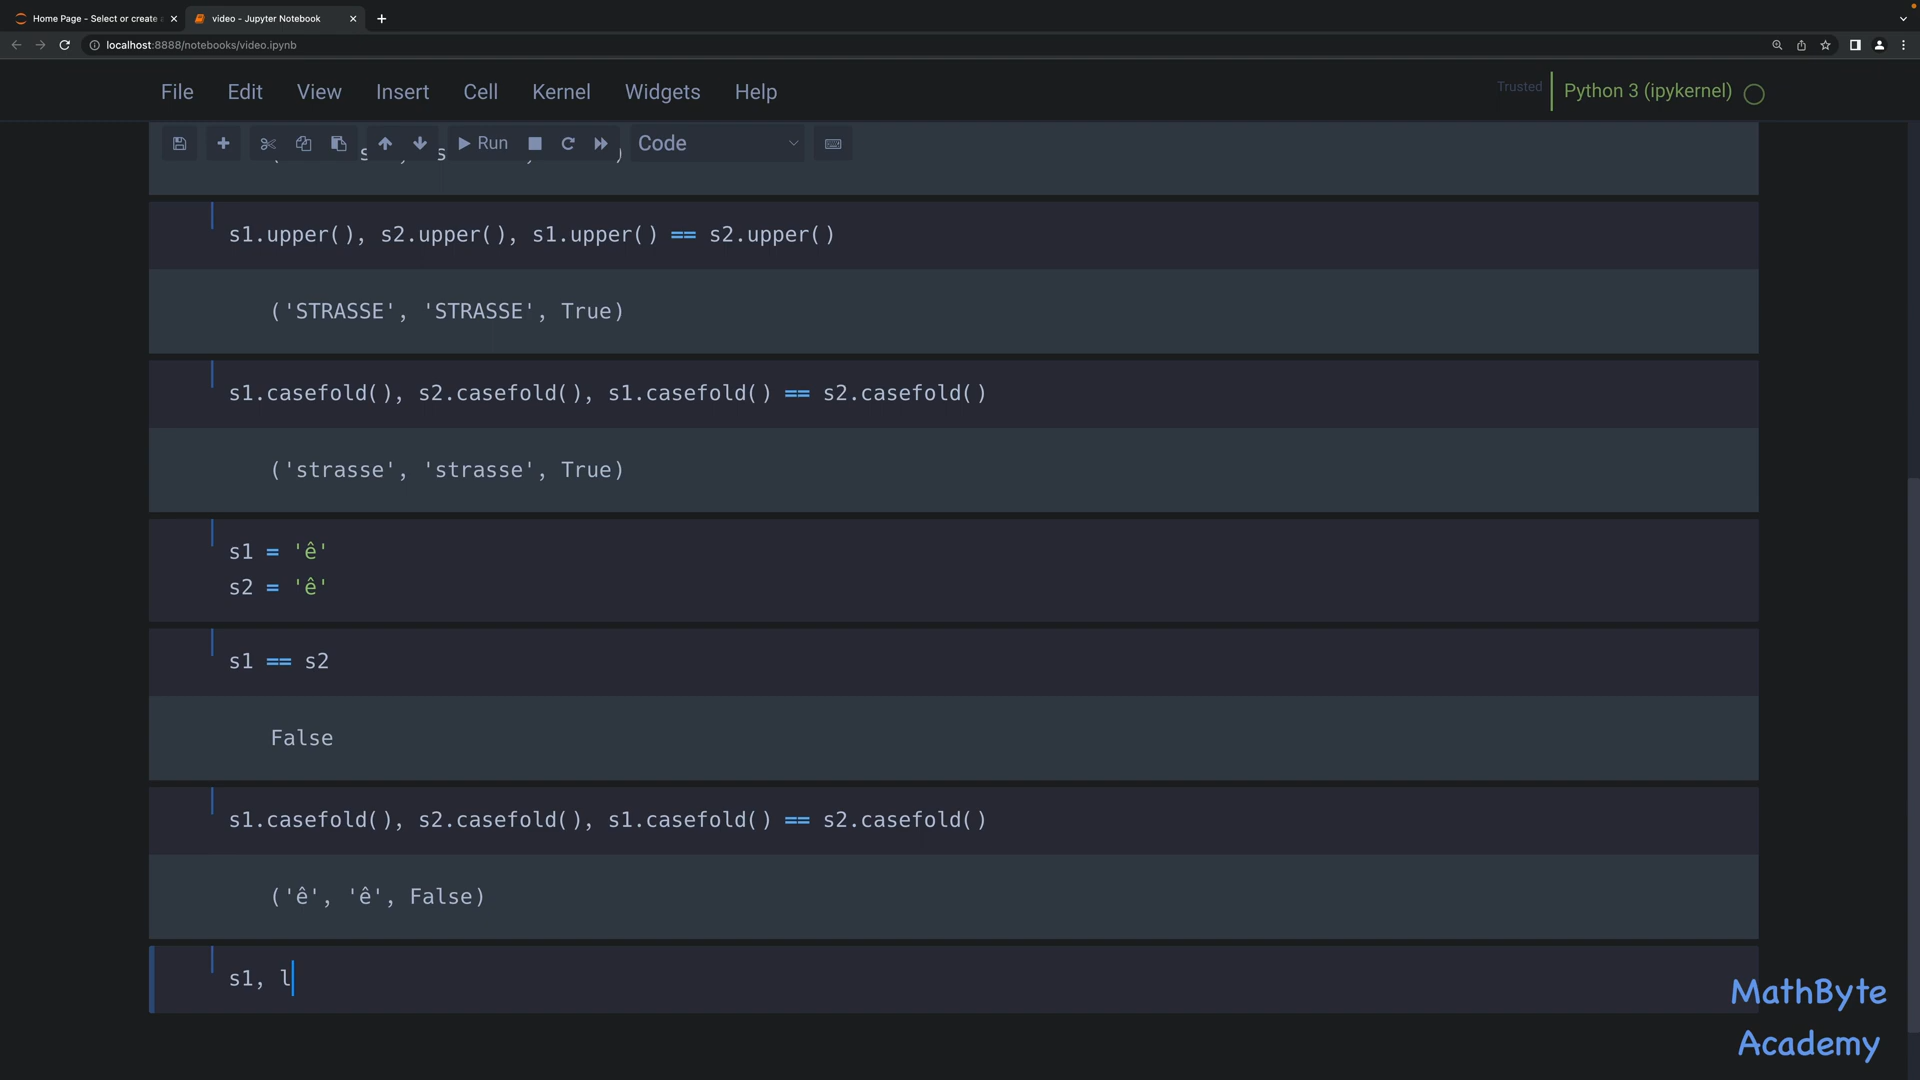 Home Page - Select or create
video - Jupyter Notebook
localhost:8888/notebooks/video.ipynb
File Edit View Insert Cell Kernel Widgets Help
Trusted
Python 3 (ipykernel)
Run
Code
s1.upper(), s2.upper(), s1.upper() == s2.upper()
('STRASSE', 'STRASSE', True)
s1.casefold(), s2.casefold(), s1.casefold() == s2.casefold()
('strasse', 'strasse', True)
s1 = 'ê'
s2 = 'ê'
s1 == s2
False
s1.casefold(), s2.casefold(), s1.casefold() == s2.casefold()
('ê', 'ê', False)
s1, l
MathByte
Academy